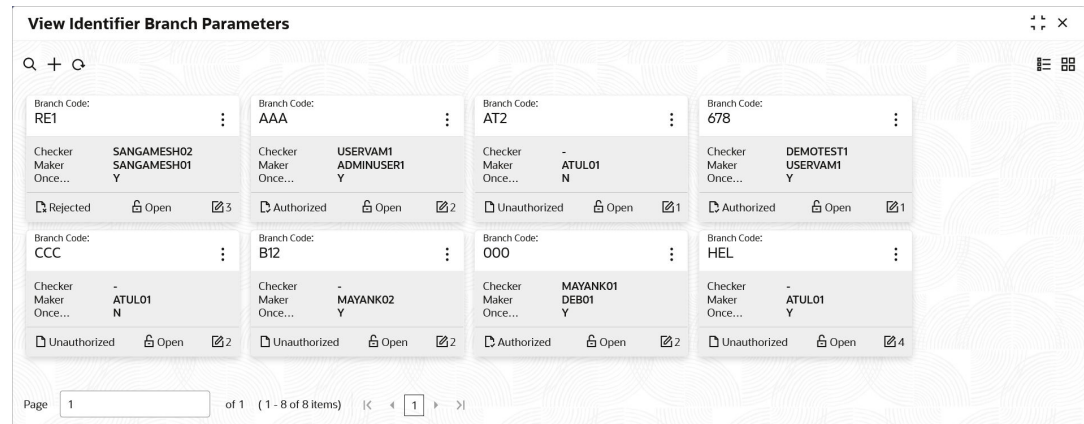 View Identifier Branch Parameters
Branch Code: Branch Code: Branch Code: Branch Code:
RE1 AAA AT2 678
Checker SANGAMESH02 Checker USERVAM1 Checker - Checker DEMOTEST1
Maker SANGAMESH01 Maker ADMINUSER1 Maker ATUL01 Maker USERVAM1
Once... Y Once... Y Once... N Once... Y
Rejected Open 3 Authorized Open 2 Unauthorized Open 1 Authorized Open 1
Branch Code: Branch Code: Branch Code: Branch Code:
CCC B12 000 HEL
Checker - Checker - Checker MAYANK01 Checker -
Maker ATUL01 Maker MAYANK02 Maker DEB01 Maker ATUL01
Once... N Once... Y Once... Y Once... Y
Unauthorized Open 2 Unauthorized Open 2 Authorized Open 2 Unauthorized Open 4
Page 1 of 1 (1 - 8 of 8 items) 1